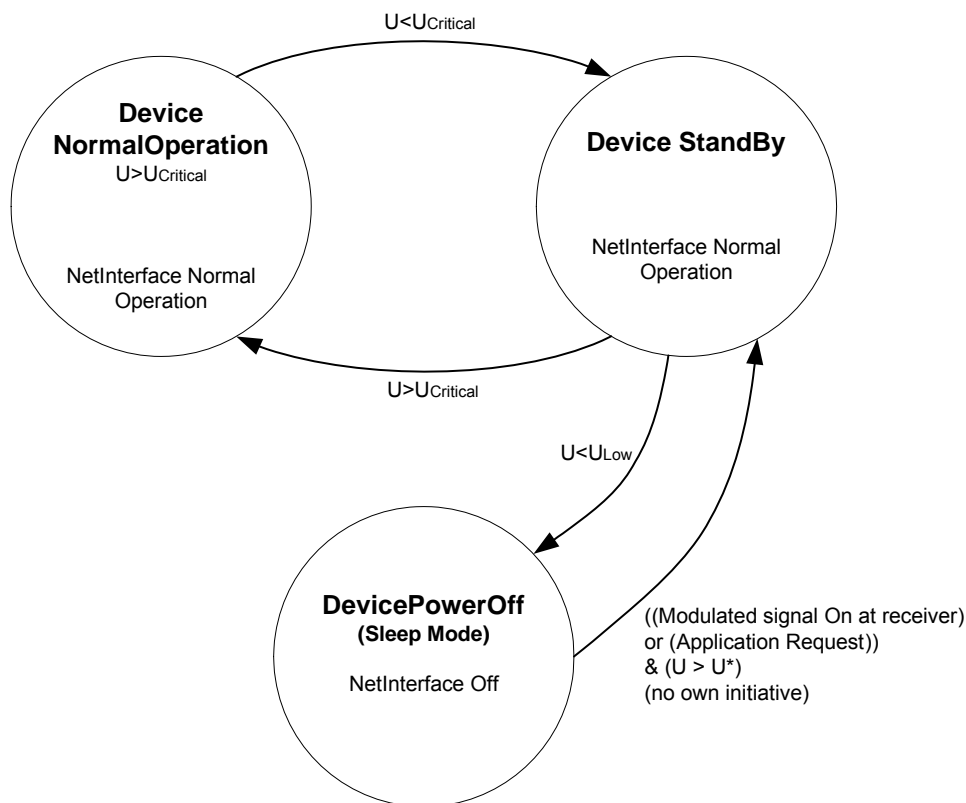 U<UCritical
Device
NormalOperation
U>UCritical
NetInterface Normal
Operation
Device StandBy
NetInterface Normal
Operation
U>UCritical
U<ULow
DevicePowerOff
(Sleep Mode)
NetInterface Off
((Modulated signal On at receiver)
or (Application Request))
& (U > U*)
(no own initiative)